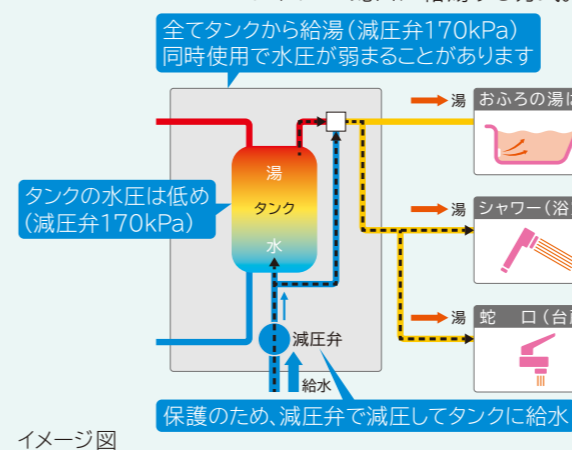 全てタンクから給湯(減圧弁170kPa)
同時使用で水圧が弱まることがあります
湯
おふろの湯
湯
タンク
水
タンクの水圧は低め
(減圧弁170kPa)
湯
シャワー(浴
湯
蛇 口(台
減圧弁
給水
保護のため、減圧弁で減圧してタンクに給水
イメージ図